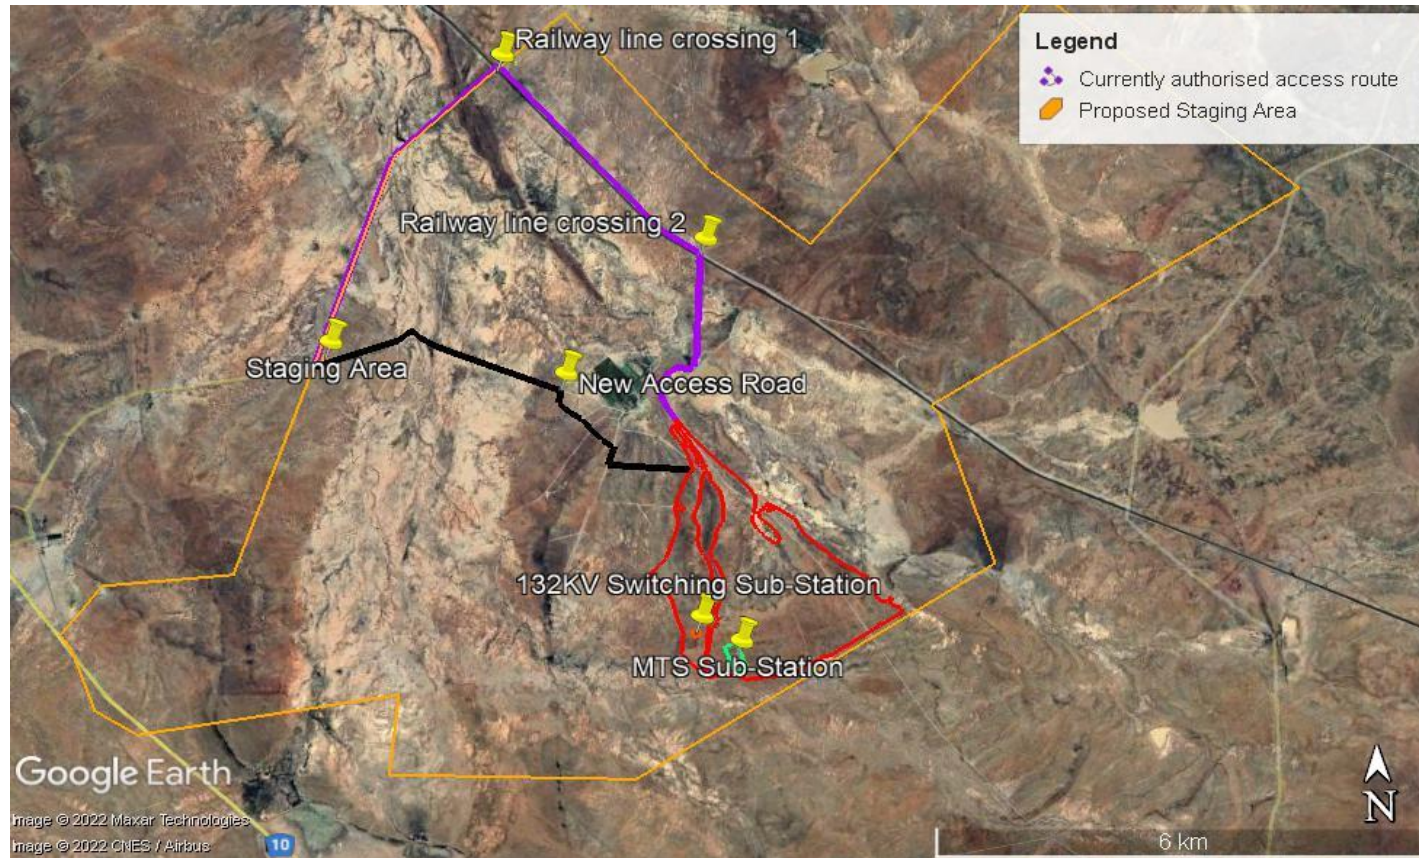 Railway line crossing 1
Legend
Currently authorised access route
Proposed Staging Area
Railway line crossing 2
Staging Area
New Access Road
132KV Switching Sub-Station
MTS Sub-Station
Google Earth
Image © 2022 Maxar Technologies
Image © 2022 CNES / Airbus
10
N
6 km